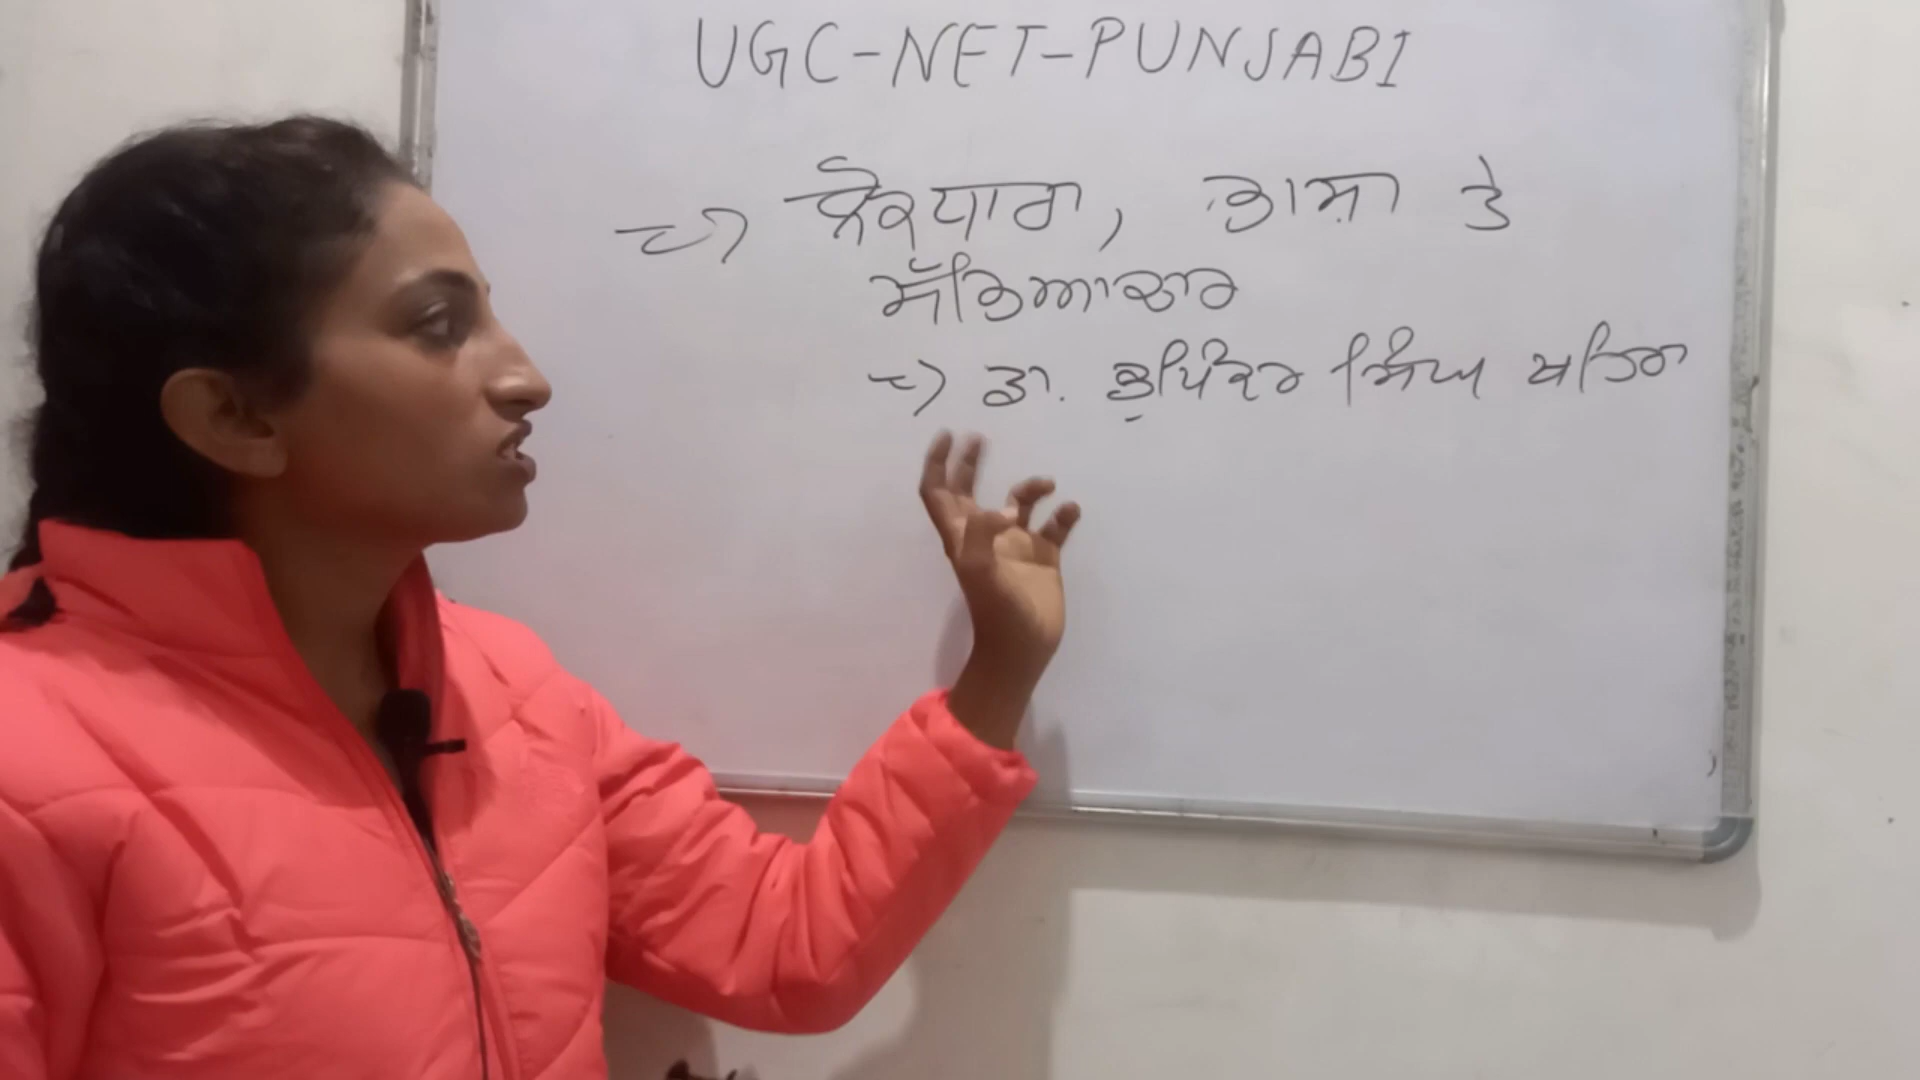 UGC-NET-PUNJABI
→ ਲੋਕਧਾਰਾ, ਭਾਸ਼ਾ ਤੇ
ਸੱਭਿਆਚਾਰ
→ ਡਾ. ਭੁਪਿੰਦਰ ਸਿੰਘ ਖਹਿਰਾ